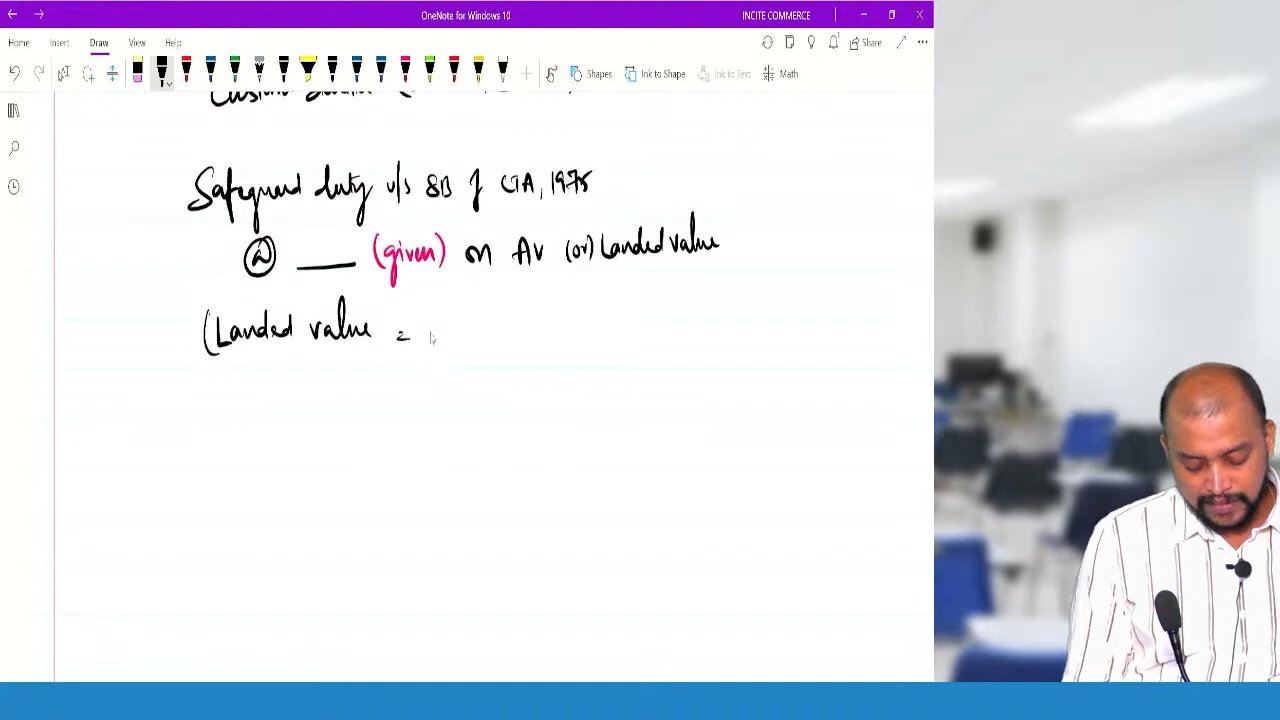 OneNote for Windows 10
INCITE COMMERCE
Home Insert Draw View Help
Share
Shapes Ink to Shape Ink to Text Math
Safeguard duty u/s 8B of CTA, 1975
@ ___ (given) on AV (or) Landed value
(Landed value =